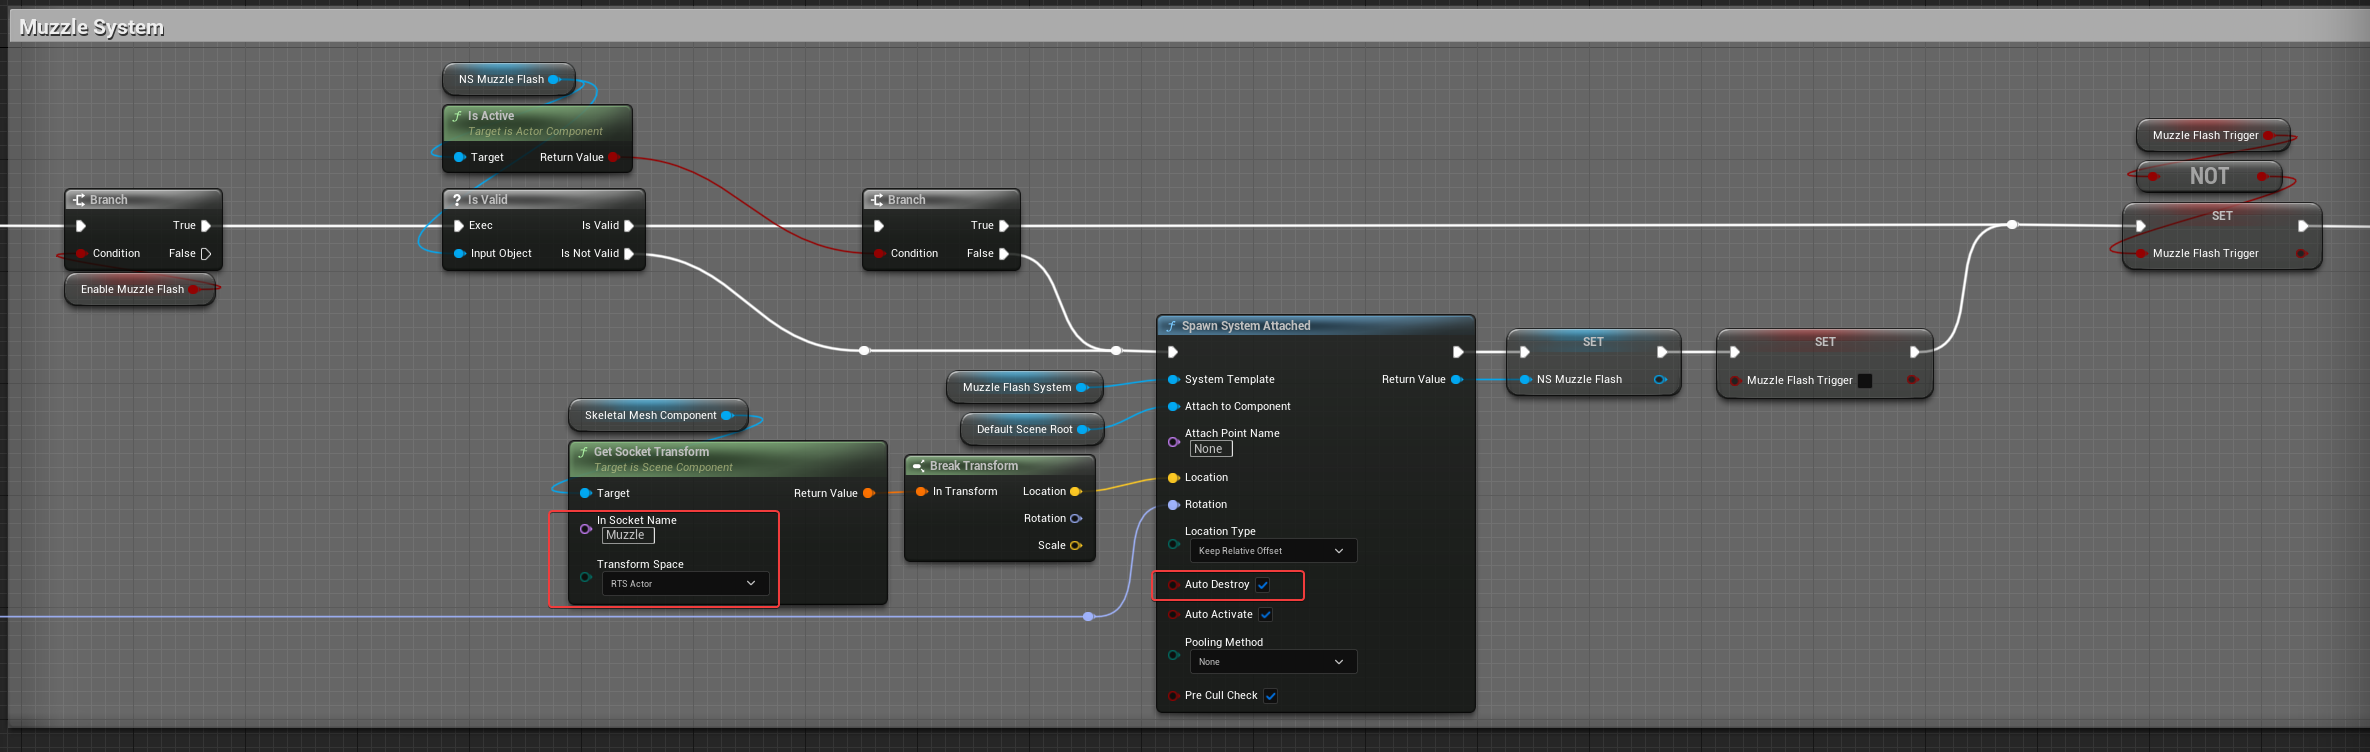 Muzzle System
NS Muzzle Flash
Is Active
Target is Actor Component
Target Return Value
Branch
True
Condition False
Enable Muzzle Flash
? Is Valid
Exec Is Valid
Input Object Is Not Valid
Branch
True
Condition False
Skeletal Mesh Component
Get Socket Transform
Target is Scene Component
Target Return Value
In Socket Name
Muzzle
Transform Space
RTS Actor
Break Transform
In Transform Location
Rotation
Scale
Muzzle Flash System
Default Scene Root
Spawn System Attached
System Template Return Value
Attach to Component
Attach Point Name
None
Location
Rotation
Location Type
Keep Relative Offset
Auto Destroy
Auto Activate
Pooling Method
None
Pre Cull Check
SET
NS Muzzle Flash
SET
Muzzle Flash Trigger
Muzzle Flash Trigger
NOT
SET
Muzzle Flash Trigger